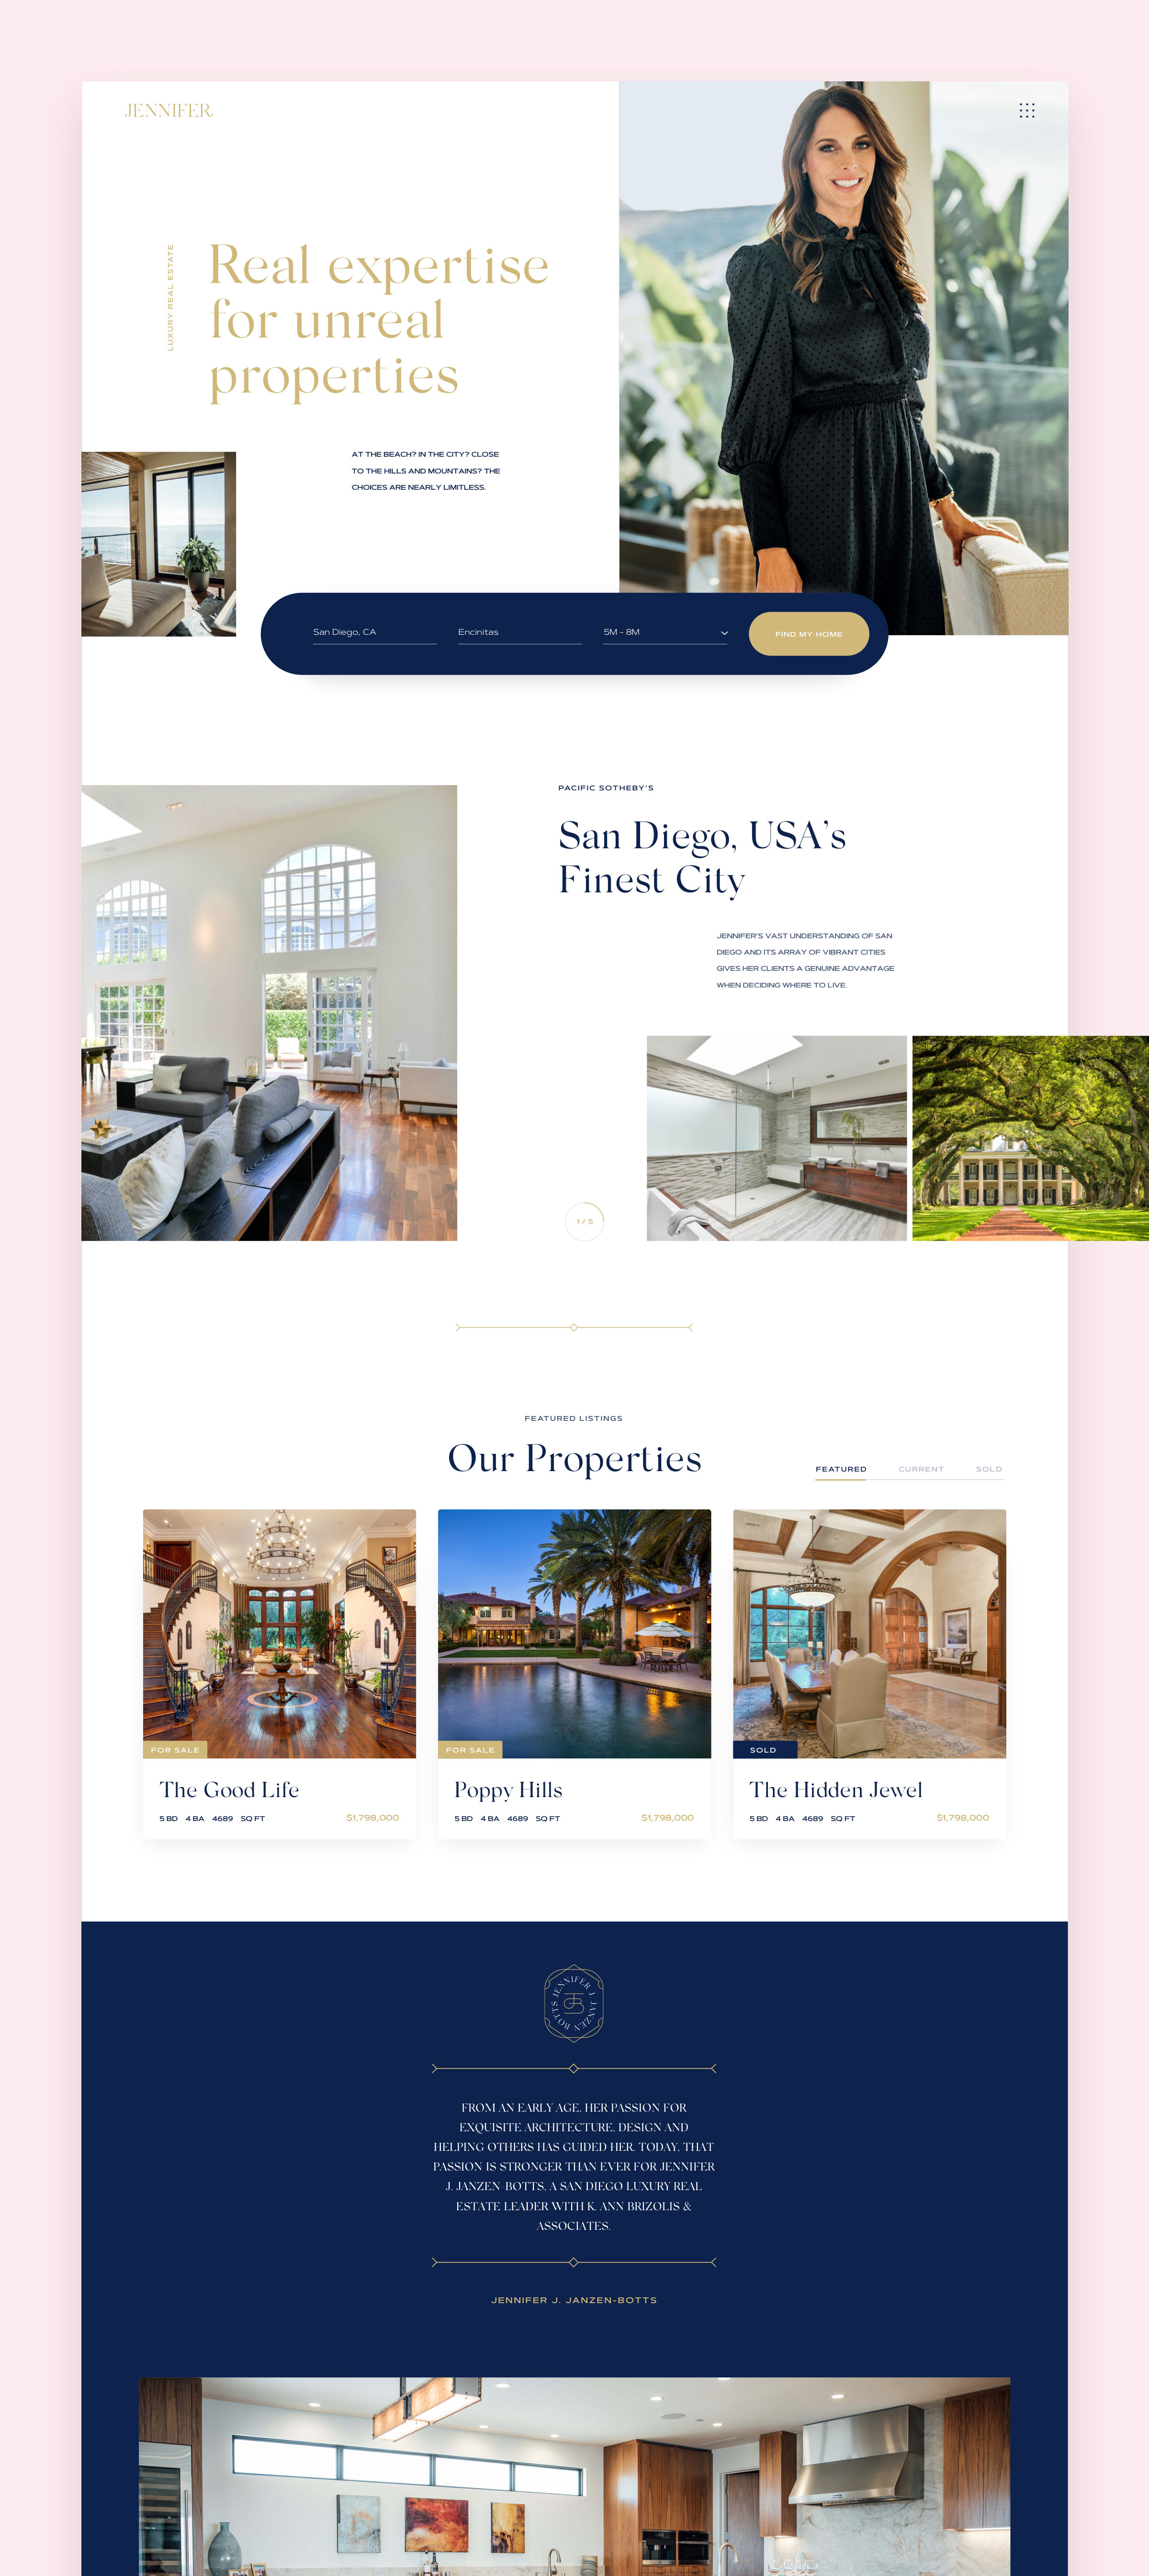 JENNIFER
LUXURY REAL ESTATE
Real expertise
for unreal
properties
AT THE BEACH? IN THE CITY? CLOSE
TO THE HILLS AND MOUNTAINS? THE
CHOICES ARE NEARLY LIMITLESS.
San Diego, CA
Encinitas
5M - 8M
FIND MY HOME
PACIFIC SOTHEBY'S
San Diego, USA's
Finest City
JENNIFER'S VAST UNDERSTANDING OF SAN
DIEGO AND ITS ARRAY OF VIBRANT CITIES
GIVES HER CLIENTS A GENUINE ADVANTAGE
WHEN DECIDING WHERE TO LIVE.
1 / 5
FEATURED LISTINGS
Our Properties
FEATURED CURRENT SOLD
FOR SALE
The Good Life
5 BD 4 BA 4689 SQ FT $1,798,000
FOR SALE
Poppy Hills
5 BD 4 BA 4689 SQ FT $1,798,000
SOLD
The Hidden Jewel
5 BD 4 BA 4689 SQ FT $1,798,000
JENNIFER J. JANZEN-BOTTS
JB
FROM AN EARLY AGE, HER PASSION FOR
EXQUISITE ARCHITECTURE, DESIGN AND
HELPING OTHERS HAS GUIDED HER. TODAY, THAT
PASSION IS STRONGER THAN EVER FOR JENNIFER
J. JANZEN-BOTTS, A SAN DIEGO LUXURY REAL
ESTATE LEADER WITH K. ANN BRIZOLIS &
ASSOCIATES.
JENNIFER J. JANZEN-BOTTS